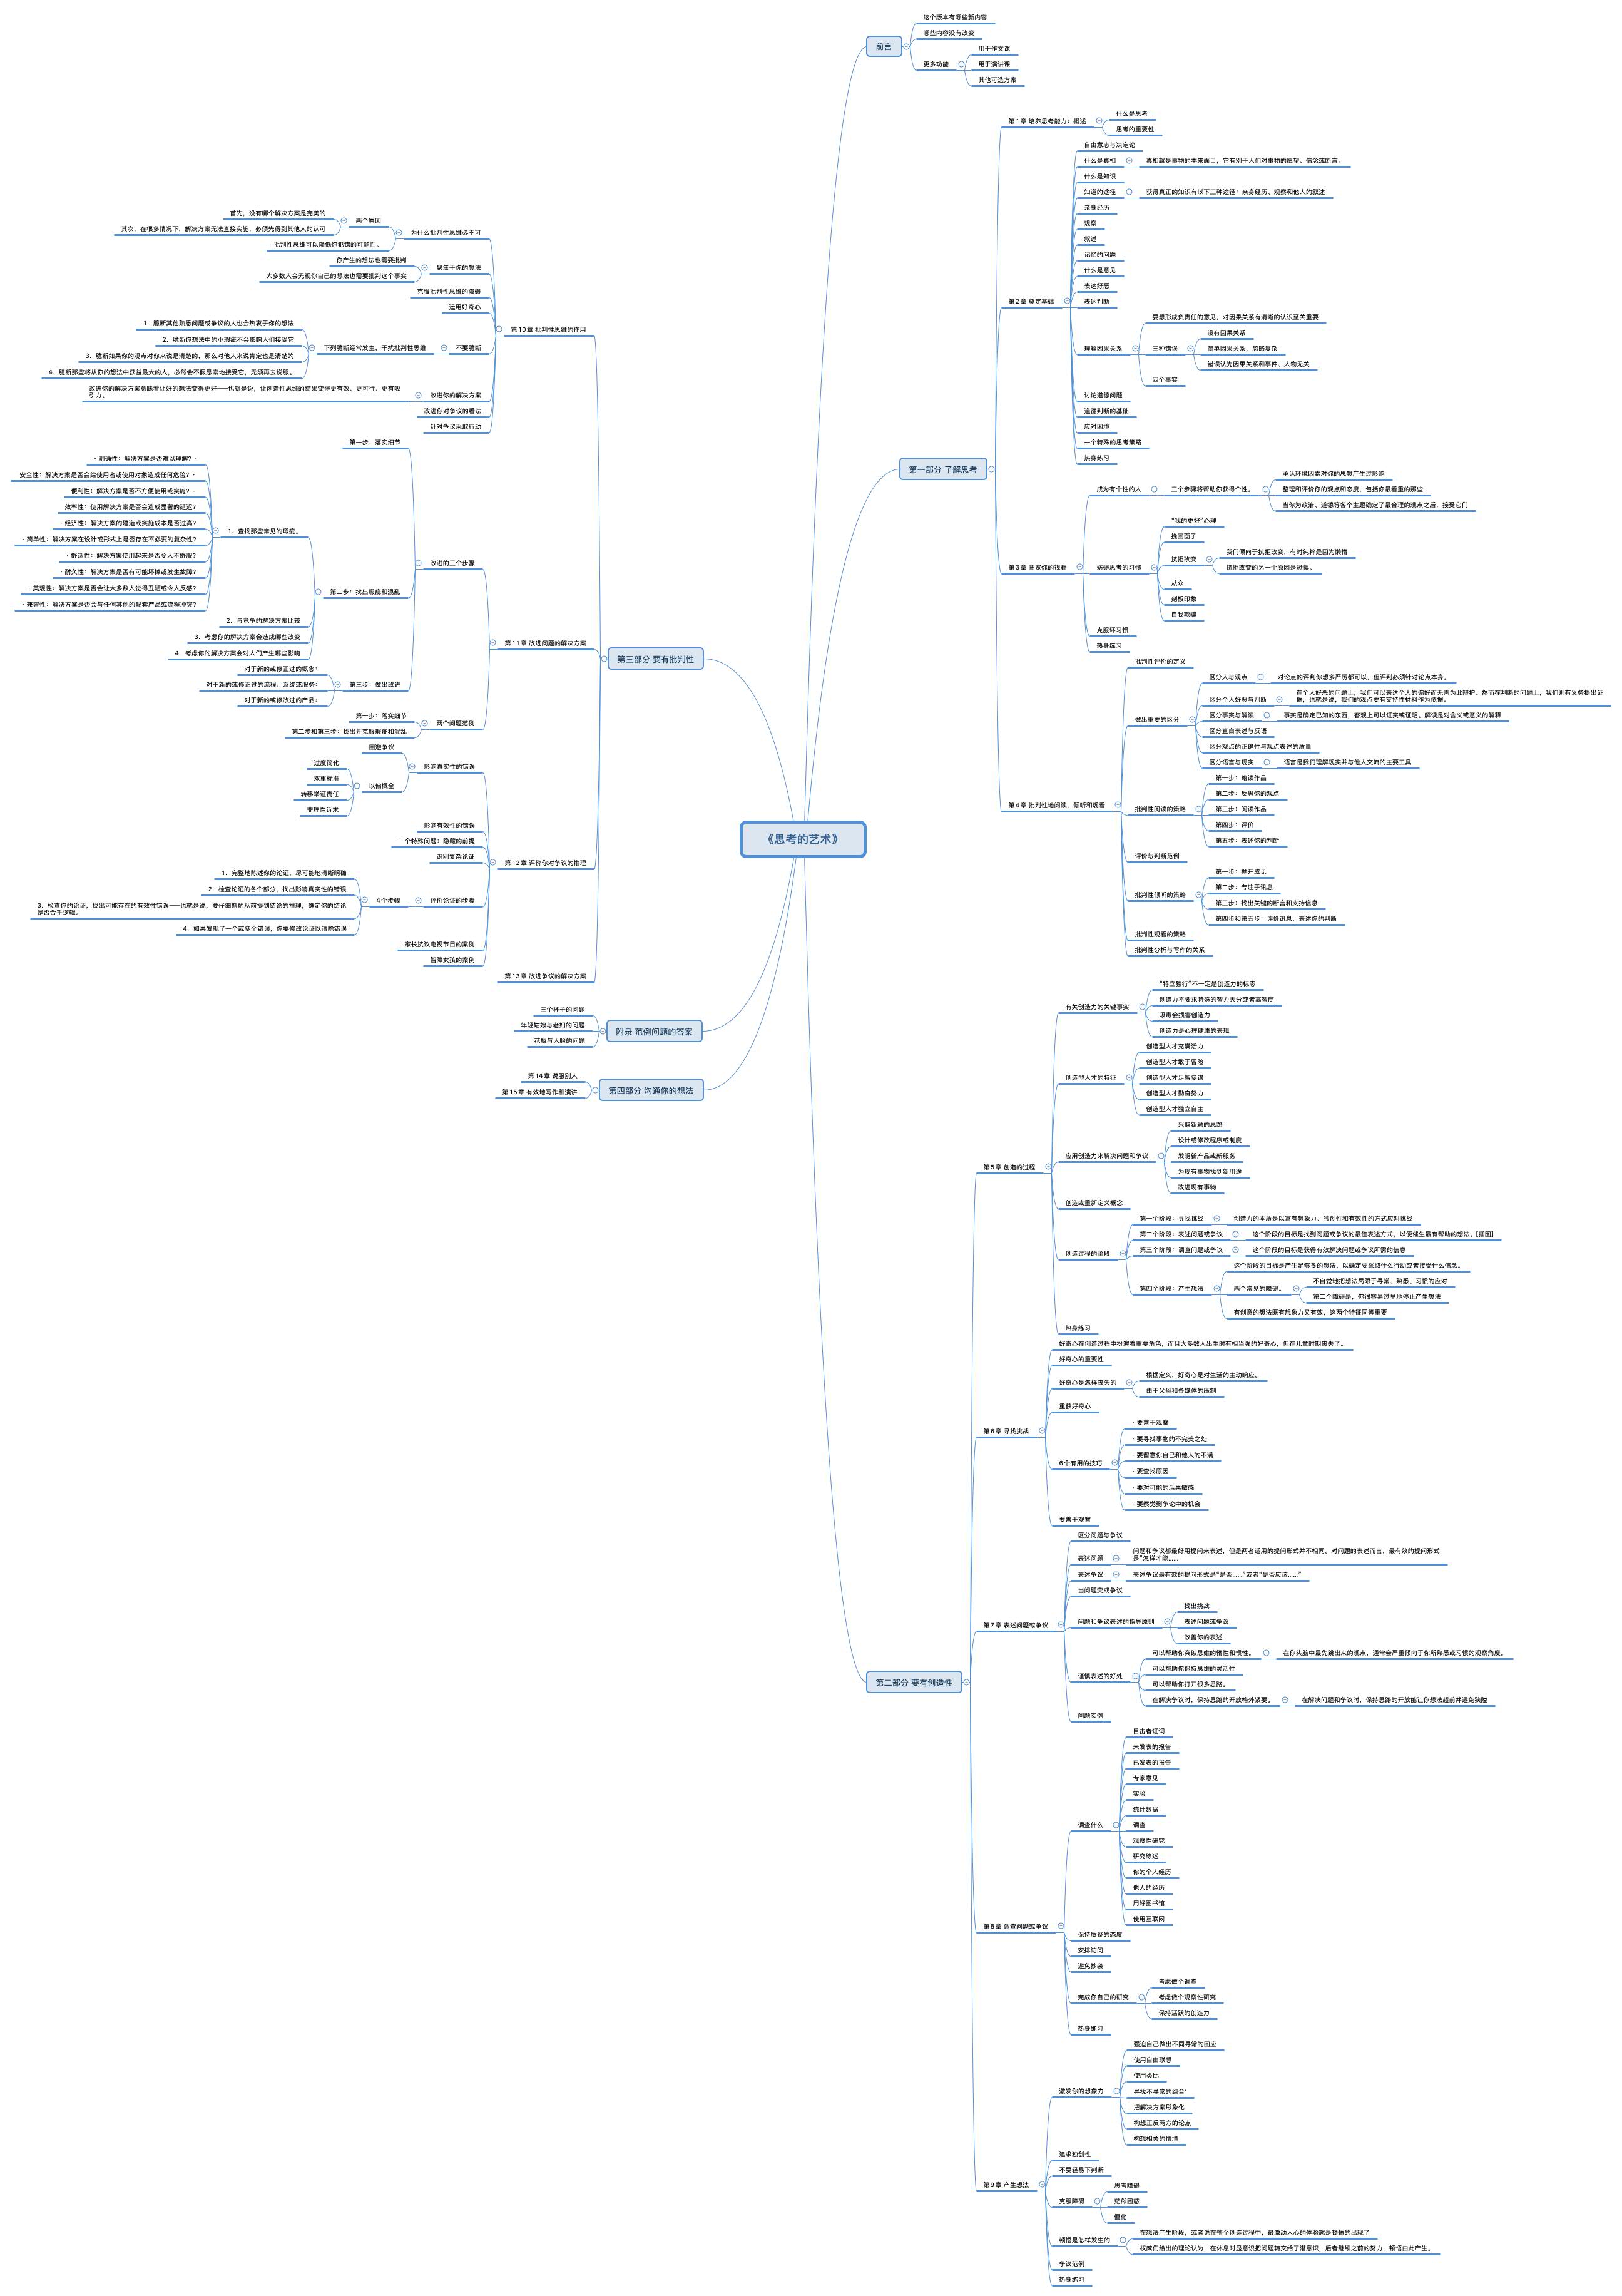 《思考的艺术》
前言
这个版本有哪些新内容
哪些内容没有改变
更多功能
用于作文课
用于演讲课
其他可选方案
第一部分 了解思考
第1章 培养思考能力：概述
什么是思考
思考的重要性
第2章 奠定基础
自由意志与决定论
什么是真相
真相就是事物的本来面目，它有别于人们对事物的愿望、信念或断言。
什么是知识
知道的途径
获得真正的知识有以下三种途径：亲身经历、观察和他人的叙述
亲身经历
观察
叙述
记忆的问题
什么是意见
表达好恶
表达判断
理解因果关系
要想形成负责任的意见，对因果关系有清晰的认识至关重要
三种错误
没有因果关系
简单因果关系，忽略复杂
错误认为因果关系和事件、人物无关
四个事实
讨论道德问题
道德判断的基础
应对困境
一个特殊的思考策略
热身练习
第3章 拓宽你的视野
成为有个性的人
三个步骤将帮助你获得个性。
承认环境因素对你的思想产生过影响
整理和评价你的观点和态度，包括你最看重的那些
当你为政治、道德等各个主题确定了最合理的观点之后，接受它们
妨碍思考的习惯
“我的更好”心理
挽回面子
抗拒改变
我们倾向于抗拒改变，有时纯粹是因为懒惰
抗拒改变的另一个原因是恐惧。
从众
刻板印象
自我欺骗
克服坏习惯
热身练习
第4章 批判性地阅读、倾听和观看
批判性评价的定义
做出重要的区分
区分人与观点
对论点的评判你想多严厉都可以，但评判必须针对论点本身。
区分个人好恶与判断
在个人好恶的问题上，我们可以表达个人的偏好而无需为此辩护。然而在判断的问题上，我们则有义务提出证
据，也就是说，我们的观点要有支持性材料作为依据。
区分事实与解读
事实是确定已知的东西，客观上可以证实或证明。解读是对含义或意义的解释
区分直白表述与反语
区分观点的正确性与观点表述的质量
区分语言与现实
语言是我们理解现实并与他人交流的主要工具
批判性阅读的策略
第一步：略读作品
第二步：反思你的观点
第三步：阅读作品
第四步：评价
第五步：表述你的判断
评价与判断范例
批判性倾听的策略
第一步：抛开成见
第二步：专注于讯息
第三步：找出关键的断言和支持信息
第四步和第五步：评价讯息，表述你的判断
批判性观看的策略
批判性分析与写作的关系
第二部分 要有创造性
第5章 创造的过程
有关创造力的关键事实
“特立独行”不一定是创造力的标志
创造力不要求特殊的智力天分或者高智商
吸毒会损害创造力
创造力是心理健康的表现
创造型人才的特征
创造型人才充满活力
创造型人才敢于冒险
创造型人才足智多谋
创造型人才勤奋努力
创造型人才独立自主
应用创造力来解决问题和争议
采取新颖的思路
设计或修改程序或制度
发明新产品或新服务
为现有事物找到新用途
改进现有事物
创造或重新定义概念
创造过程的阶段
第一个阶段：寻找挑战
创造力的本质是以富有想象力、独创性和有效性的方式应对挑战
第二个阶段：表述问题或争议
这个阶段的目标是找到问题或争议的最佳表述方式，以便催生最有帮助的想法。[插图]
第三个阶段：调查问题或争议
这个阶段的目标是获得有效解决问题或争议所需的信息
第四个阶段：产生想法
这个阶段的目标是产生足够多的想法，以确定要采取什么行动或者接受什么信念。
两个常见的障碍。
不自觉地把想法局限于寻常、熟悉、习惯的应对
第二个障碍是，你很容易过早地停止产生想法
有创意的想法既有想象力又有效，这两个特征同等重要
热身练习
第6章 寻找挑战
好奇心在创造过程中扮演着重要角色，而且大多数人出生时有相当强的好奇心，但在儿童时期丧失了。
好奇心的重要性
好奇心是怎样丧失的
根据定义，好奇心是对生活的主动响应。
由于父母和各媒体的压制
重获好奇心
6个有用的技巧
· 要善于观察
· 要寻找事物的不完美之处
· 要留意你自己和他人的不满
· 要查找原因
· 要对可能的后果敏感
· 要察觉到争论中的机会
要善于观察
第7章 表述问题或争议
区分问题与争议
表述问题
问题和争议都最好用提问来表述，但是两者适用的提问形式并不相同。对问题的表述而言，最有效的提问形式
是“怎样才能……
表述争议
表述争议最有效的提问形式是“是否……”或者“是否应该……”
当问题变成争议
问题和争议表述的指导原则
找出挑战
表述问题或争议
改善你的表述
谨慎表述的好处
可以帮助你突破思维的惰性和惯性。
在你头脑中最先跳出来的观点，通常会严重倾向于你所熟悉或习惯的观察角度。
可以帮助你保持思维的灵活性
可以帮助你打开很多思路。
在解决争议时，保持思路的开放格外紧要。
在解决问题和争议时，保持思路的开放能让你想法超前并避免狭隘
问题实例
第8章 调查问题或争议
调查什么
目击者证词
未发表的报告
已发表的报告
专家意见
实验
统计数据
调查
观察性研究
研究综述
你的个人经历
他人的经历
用好图书馆
使用互联网
保持质疑的态度
安排访问
避免抄袭
完成你自己的研究
考虑做个调查
考虑做个观察性研究
保持活跃的创造力
热身练习
第9章 产生想法
激发你的想象力
强迫自己做出不同寻常的回应
使用自由联想
使用类比
寻找不寻常的组合’
把解决方案形象化
构想正反两方的论点
构想相关的情境
追求独创性
不要轻易下判断
克服障碍
思考障碍
茫然困惑
僵化
顿悟是怎样发生的
在想法产生阶段，或者说在整个创造过程中，最激动人心的体验就是顿悟的出现了
权威们给出的理论认为，在休息时显意识把问题转交给了潜意识，后者继续之前的努力，顿悟由此产生。
争议范例
热身练习
第三部分 要有批判性
第10章 批判性思维的作用
为什么批判性思维必不可
两个原因
首先，没有哪个解决方案是完美的
其次，在很多情况下，解决方案无法直接实施，必须先得到其他人的认可
批判性思维可以降低你犯错的可能性。
聚焦于你的想法
你产生的想法也需要批判
大多数人会无视你自己的想法也需要批判这个事实
克服批判性思维的障碍
运用好奇心
不要臆断
下列臆断经常发生，干扰批判性思维
1．臆断其他熟悉问题或争议的人也会热衷于你的想法
2．臆断你想法中的小瑕疵不会影响人们接受它
3．臆断如果你的观点对你来说是清楚的，那么对他人来说肯定也是清楚的
4．臆断那些将从你的想法中获益最大的人，必然会不假思索地接受它，无须再去说服。
改进你的解决方案
改进你的解决方案意味着让好的想法变得更好——也就是说，让创造性思维的结果变得更有效、更可行、更有吸
引力。
改进你对争议的看法
针对争议采取行动
第11章 改进问题的解决方案
改进的三个步骤
第一步：落实细节
第二步：找出瑕疵和混乱
1．查找那些常见的瑕疵。
· 明确性：解决方案是否难以理解？·
安全性：解决方案是否会给使用者或使用对象造成任何危险？·
便利性：解决方案是否不方便使用或实施？·
效率性：使用解决方案是否会造成显著的延迟？
· 经济性：解决方案的建造或实施成本是否过高？
· 简单性：解决方案在设计或形式上是否存在不必要的复杂性？
· 舒适性：解决方案使用起来是否令人不舒服？
· 耐久性：解决方案是否有可能坏掉或发生故障？
· 美观性：解决方案是否会让大多数人觉得丑陋或令人反感？
· 兼容性：解决方案是否会与任何其他的配套产品或流程冲突？
2．与竞争的解决方案比较
3．考虑你的解决方案会造成哪些改变
4．考虑你的解决方案会对人们产生哪些影响
第三步：做出改进
对于新的或修正过的概念：
对于新的或修正过的流程、系统或服务：
对于新的或修改过的产品：
两个问题范例
第一步：落实细节
第二步和第三步：找出并克服瑕疵和混乱
第12章 评价你对争议的推理
影响真实性的错误
回避争议
以偏概全
过度简化
双重标准
转移举证责任
非理性诉求
影响有效性的错误
一个特殊问题：隐藏的前提
识别复杂论证
评价论证的步骤
4个步骤
1．完整地陈述你的论证，尽可能地清晰明确
2．检查论证的各个部分，找出影响真实性的错误
3．检查你的论证，找出可能存在的有效性错误——也就是说，要仔细斟酌从前提到结论的推理，确定你的结论
是否合乎逻辑。
4．如果发现了一个或多个错误，你要修改论证以清除错误
家长抗议电视节目的案例
智障女孩的案例
第13章 改进争议的解决方案
附录 范例问题的答案
三个杯子的问题
年轻姑娘与老妇的问题
花瓶与人脸的问题
第四部分 沟通你的想法
第14章 说服别人
第15章 有效地写作和演讲